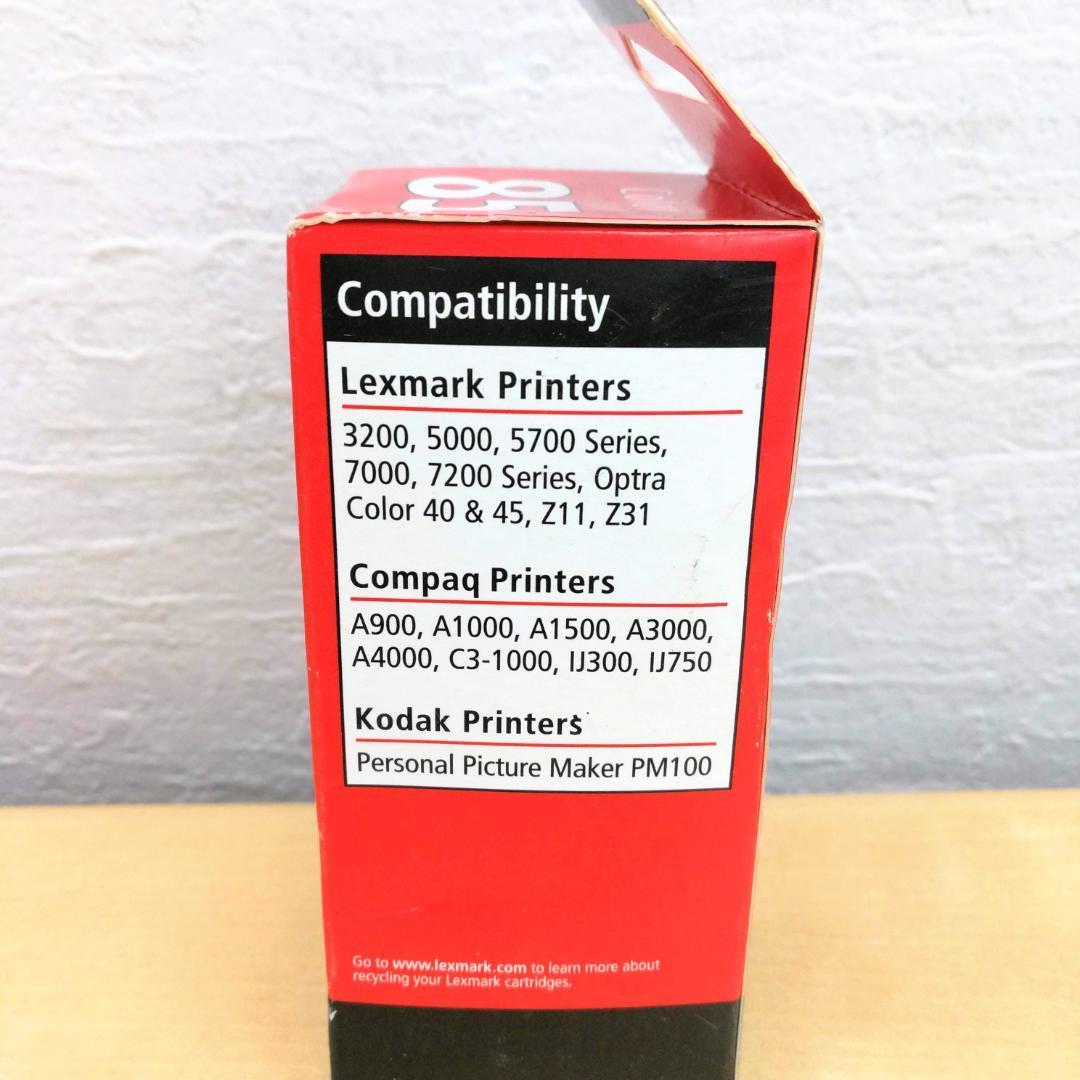 85
Compatibility
Lexmark Printers
3200, 5000, 5700 Series,
7000, 7200 Series, Optra
Color 40 & 45, Z11, Z31
Compaq Printers
A900, A1000, A1500, A3000,
A4000, C3-1000, IJ300, IJ750
Kodak Printers
Personal Picture Maker PM100
Go to www.lexmark.com to learn more about
recycling your Lexmark cartridges.